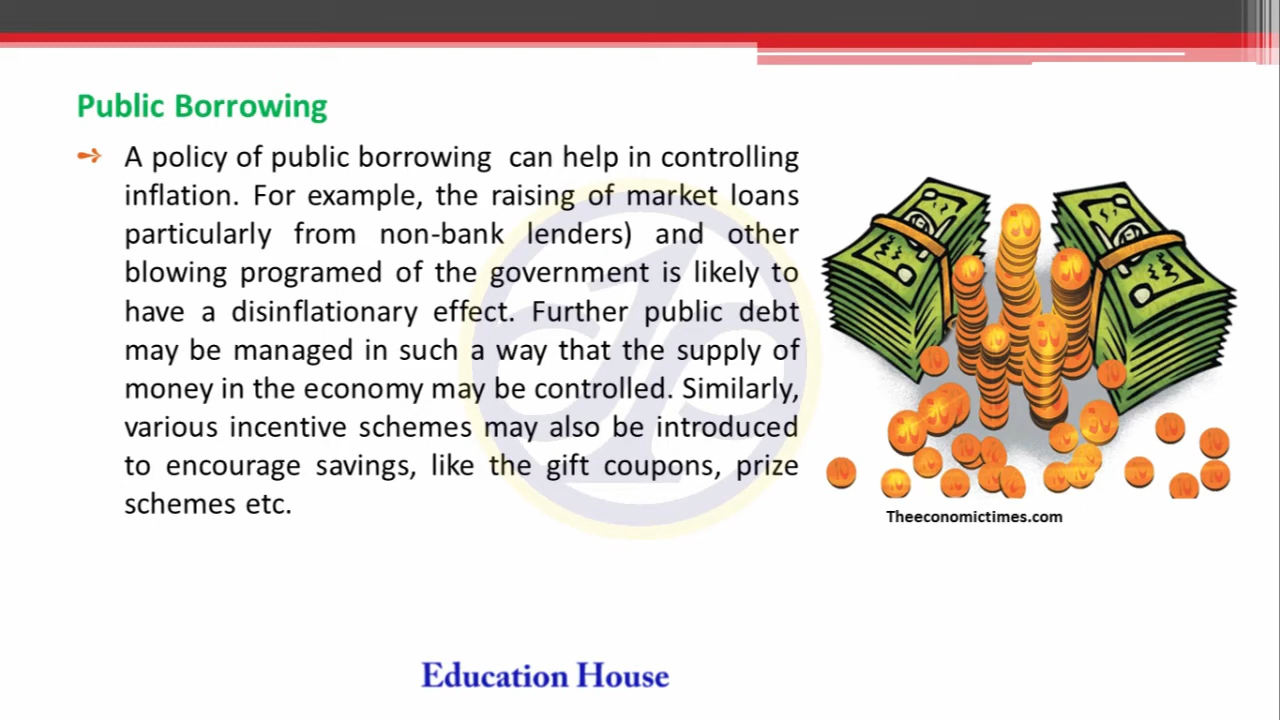 Public Borrowing
➻ A policy of public borrowing can help in controlling
inflation. For example, the raising of market loans
particularly from non-bank lenders) and other
blowing programed of the government is likely to
have a disinflationary effect. Further public debt
may be managed in such a way that the supply of
money in the economy may be controlled. Similarly,
various incentive schemes may also be introduced
to encourage savings, like the gift coupons, prize
schemes etc.
Theeconomictimes.com
Education House